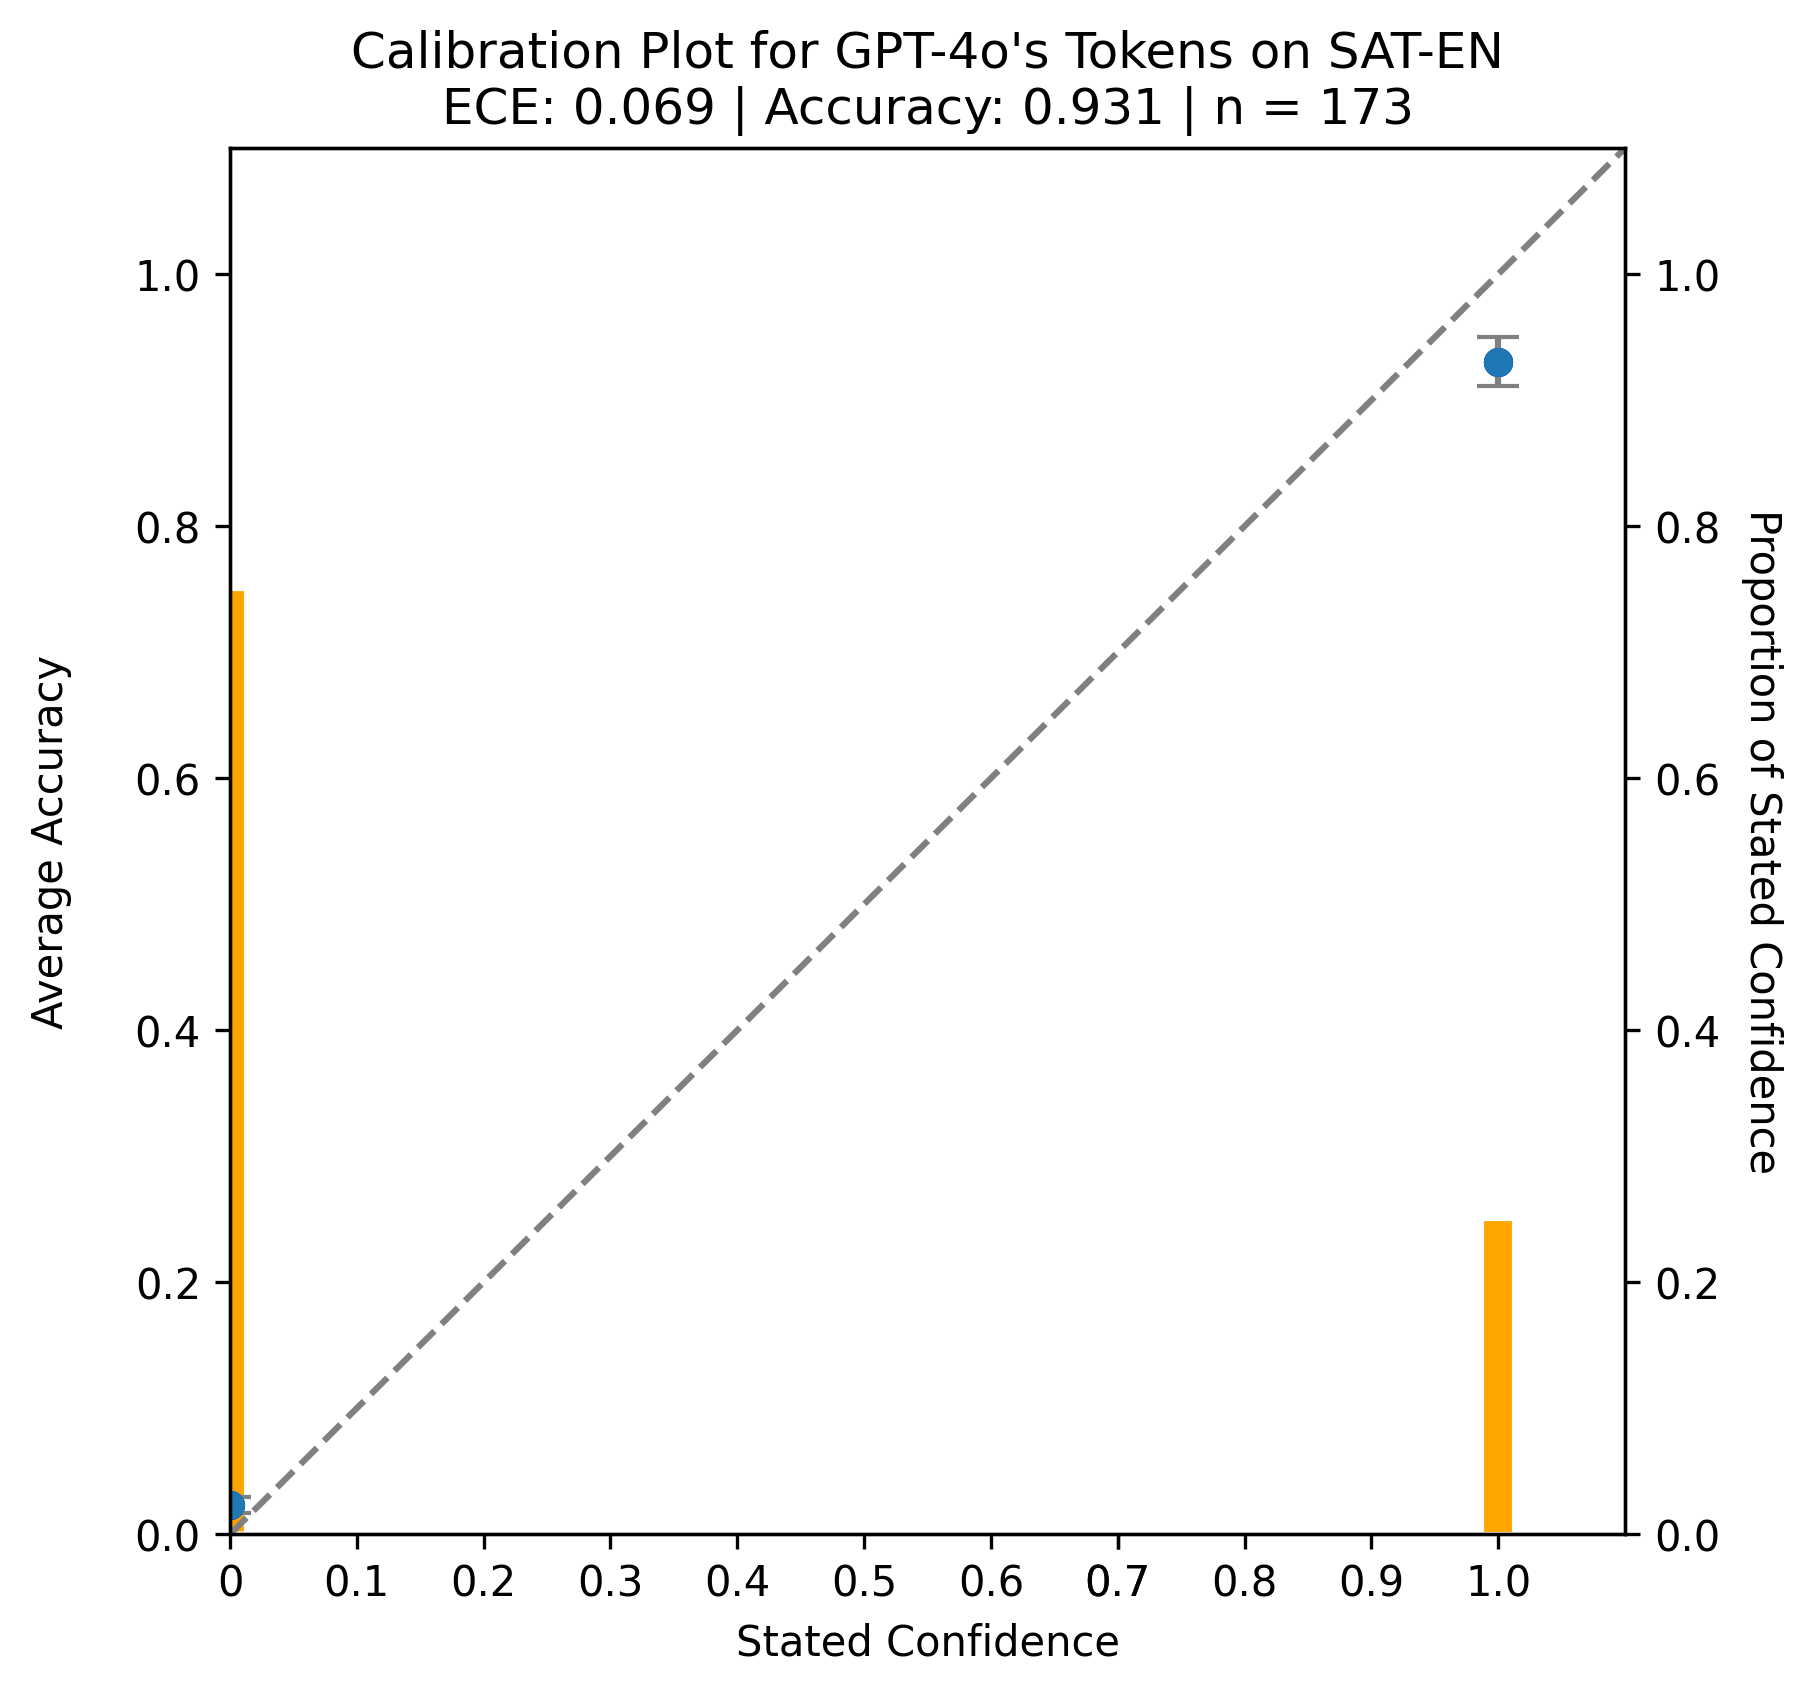 Calibration Plot for GPT-4o's Tokens on SAT-EN
ECE: 0.069 | Accuracy: 0.931 | n = 173
1.0
0.8
0.6
0.4
0.2
0.0
Average Accuracy
1.0
0.8
0.6
0.4
0.2
0.0
Proportion of Stated Confidence
0 0.1 0.2 0.3 0.4 0.5 0.6 0.7 0.8 0.9 1.0
Stated Confidence